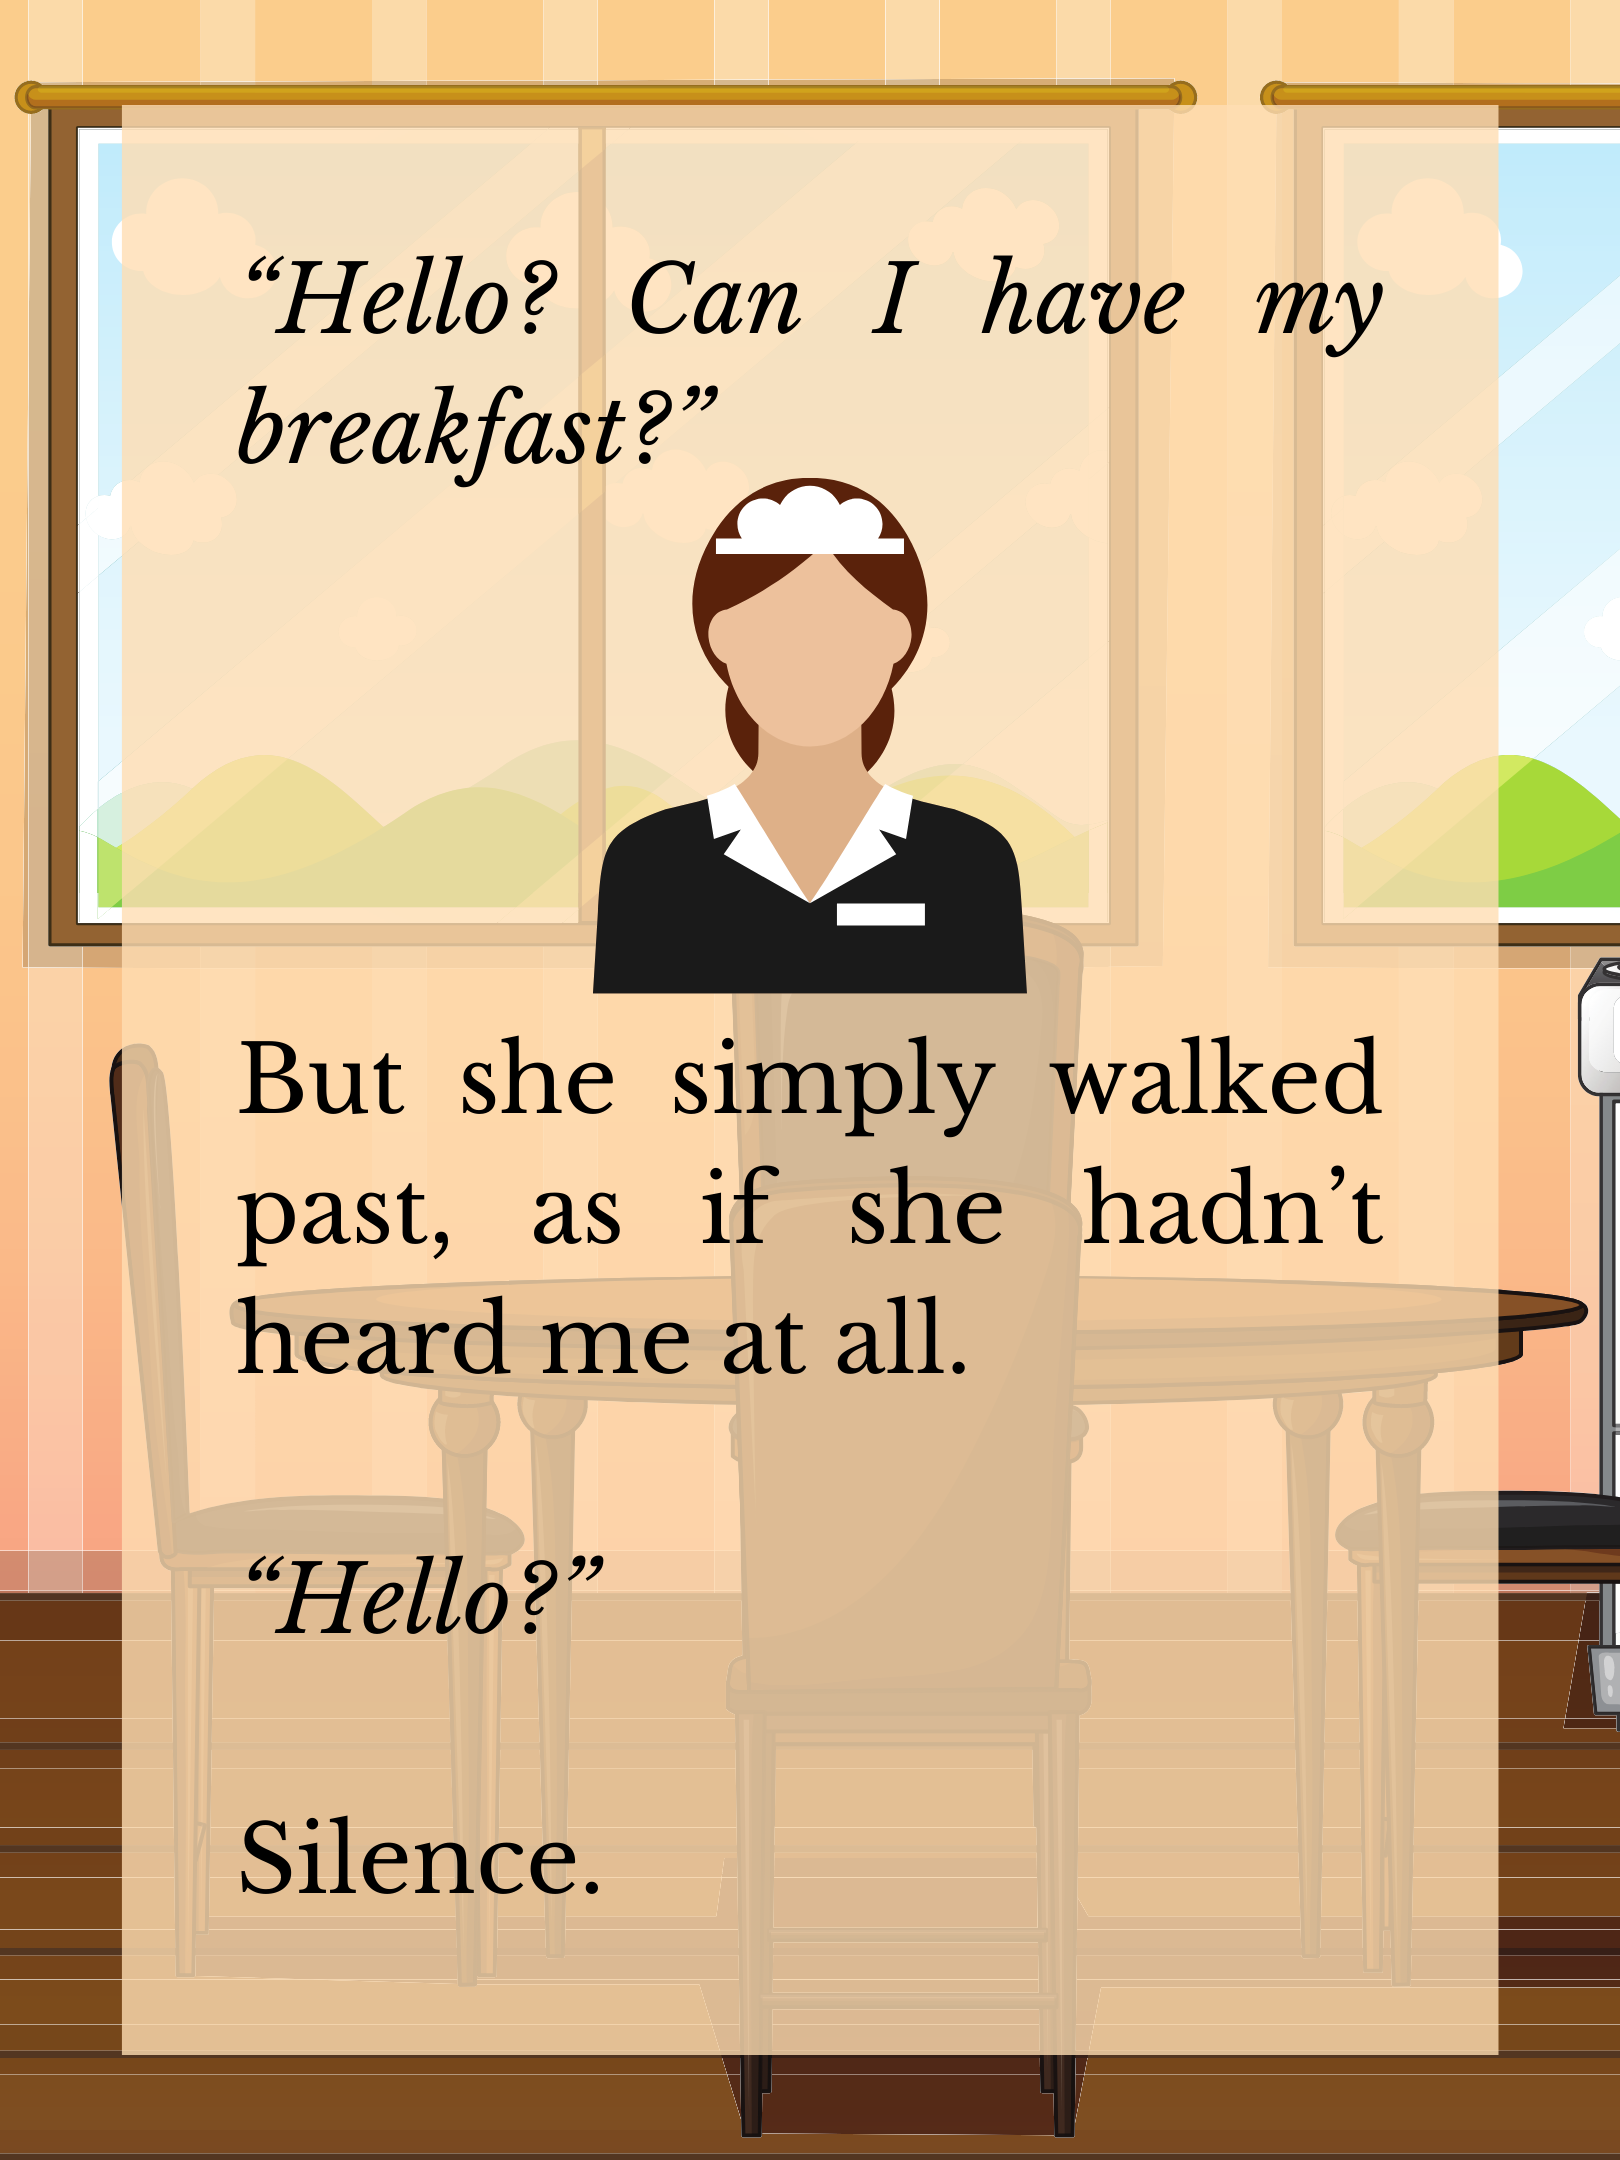 “Hello? Can I have my
breakfast?”
But she simply walked
past, as if she hadn’t
heard me at all.
“Hello?”
Silence.